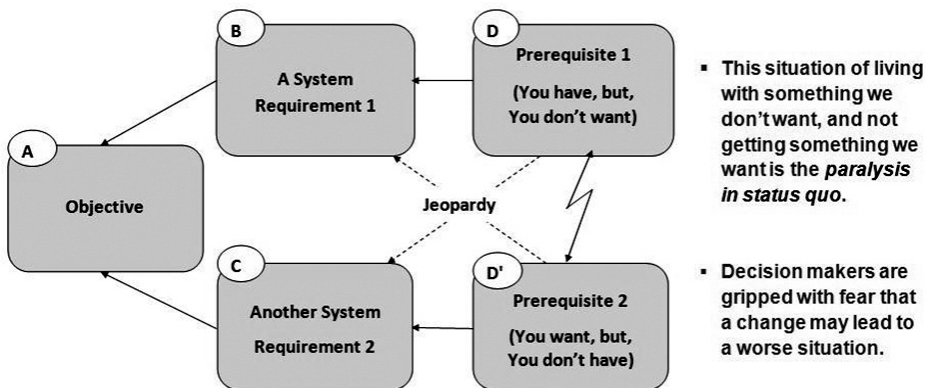 A
Objective
B
A System
Requirement 1
D
Prerequisite 1
(You have, but,
You don't want)
Jeopardy
C
Another System
Requirement 2
D'
Prerequisite 2
(You want, but,
You don't have)
▪ This situation of living
with something we
don't want, and not
getting something we
want is the paralysis
in status quo.
▪ Decision makers are
gripped with fear that
a change may lead to
a worse situation.